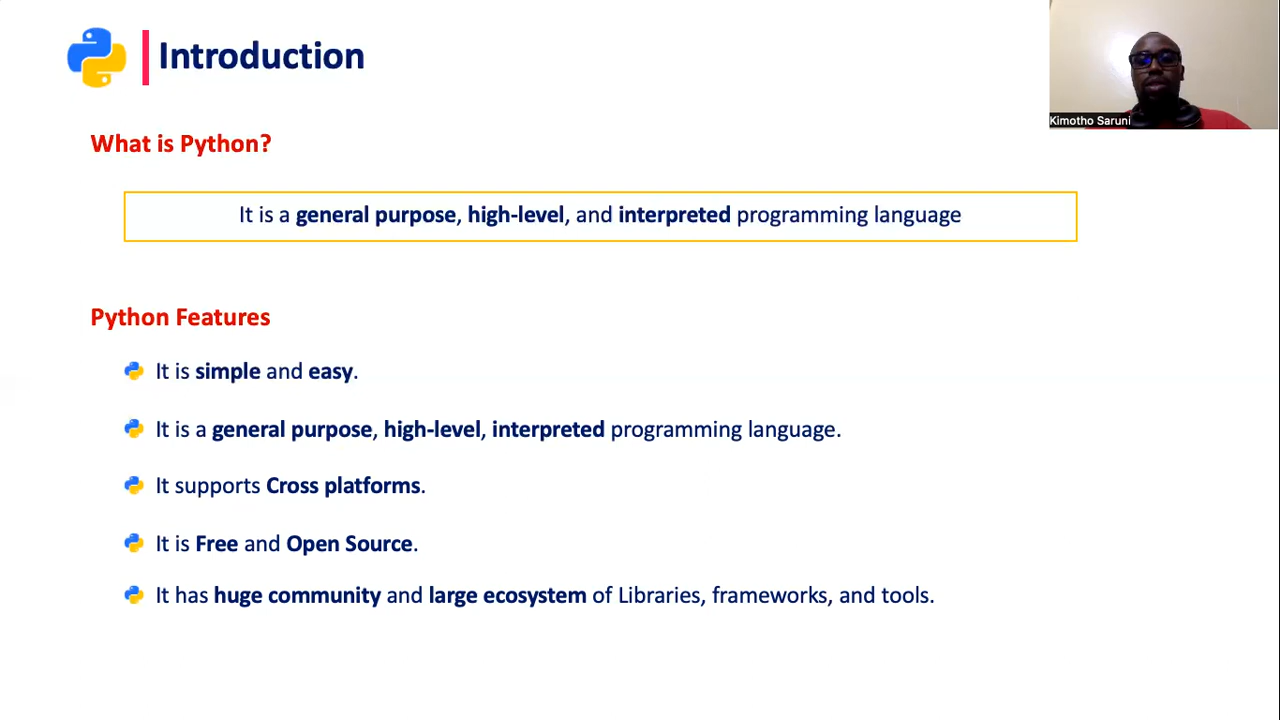 Introduction
Kimotho Saruni
What is Python?
It is a general purpose, high-level, and interpreted programming language
Python Features
It is simple and easy.
It is a general purpose, high-level, interpreted programming language.
It supports Cross platforms.
It is Free and Open Source.
It has huge community and large ecosystem of Libraries, frameworks, and tools.